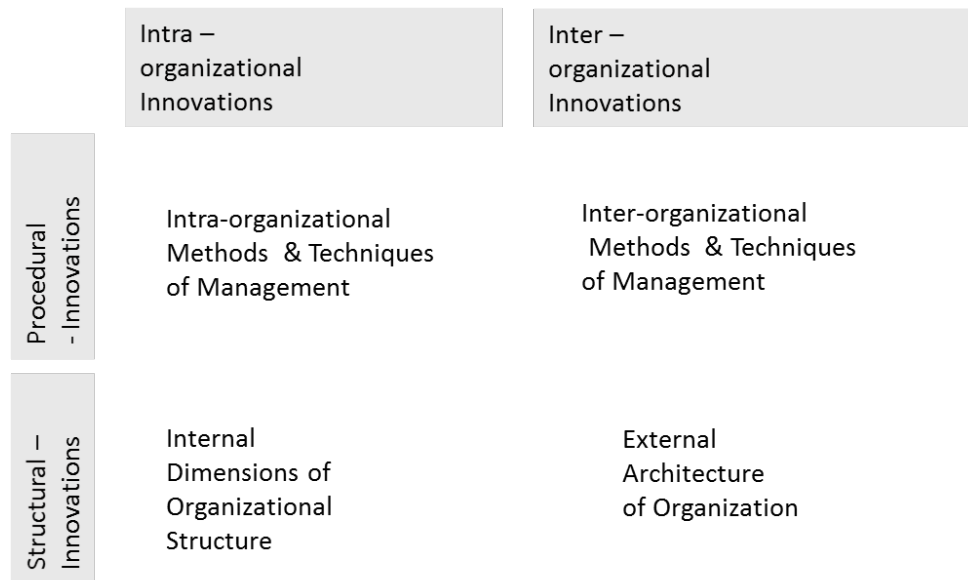 Intra –
organizational
Innovations
Inter –
organizational
Innovations
Procedural
- Innovations
Intra-organizational
Methods & Techniques
of Management
Inter-organizational
Methods & Techniques
of Management
Structural –
Innovations
Internal
Dimensions of
Organizational
Structure
External
Architecture
of Organization